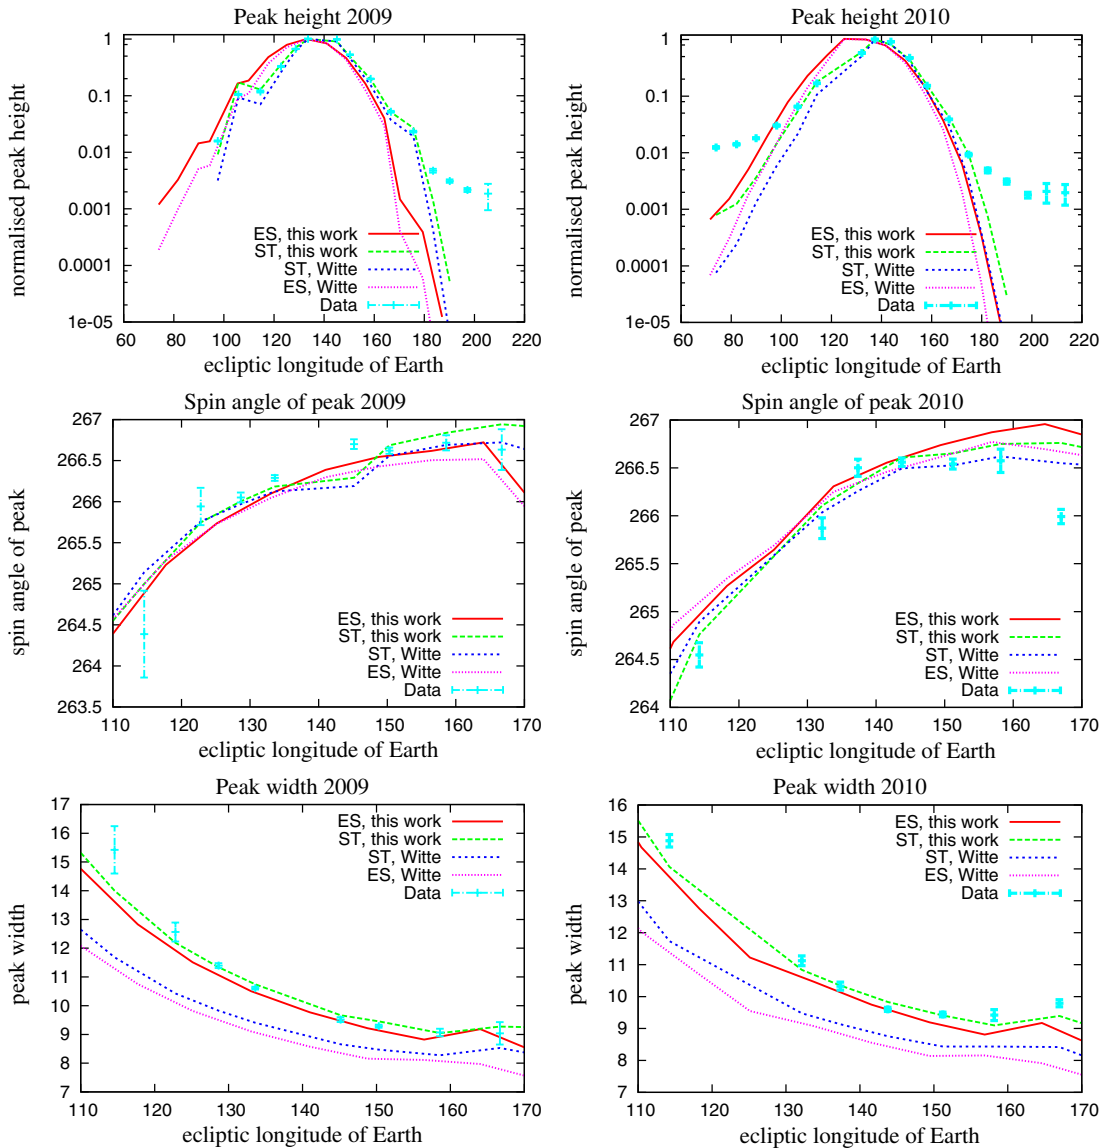 Peak height 2009
normalised peak height
1
0.1
0.01
0.001
0.0001
1e-05
ES, this work
ST, this work
ST, Witte
ES, Witte
Data
60 80 100 120 140 160 180 200 220
ecliptic longitude of Earth
Peak height 2010
normalised peak height
1
0.1
0.01
0.001
0.0001
1e-05
ES, this work
ST, this work
ST, Witte
ES, Witte
Data
60 80 100 120 140 160 180 200 220
ecliptic longitude of Earth
Spin angle of peak 2009
spin angle of peak
267
266.5
266
265.5
265
264.5
264
263.5
ES, this work
ST, this work
ST, Witte
ES, Witte
Data
110 120 130 140 150 160 170
ecliptic longitude of Earth
Spin angle of peak 2010
spin angle of peak
267
266.5
266
265.5
265
264.5
264
ES, this work
ST, this work
ST, Witte
ES, Witte
Data
110 120 130 140 150 160 170
ecliptic longitude of Earth
Peak width 2009
peak width
17
16
15
14
13
12
11
10
9
8
7
ES, this work
ST, this work
ST, Witte
ES, Witte
Data
110 120 130 140 150 160 170
ecliptic longitude of Earth
Peak width 2010
peak width
16
15
14
13
12
11
10
9
8
7
ES, this work
ST, this work
ST, Witte
ES, Witte
Data
110 120 130 140 150 160 170
ecliptic longitude of Earth